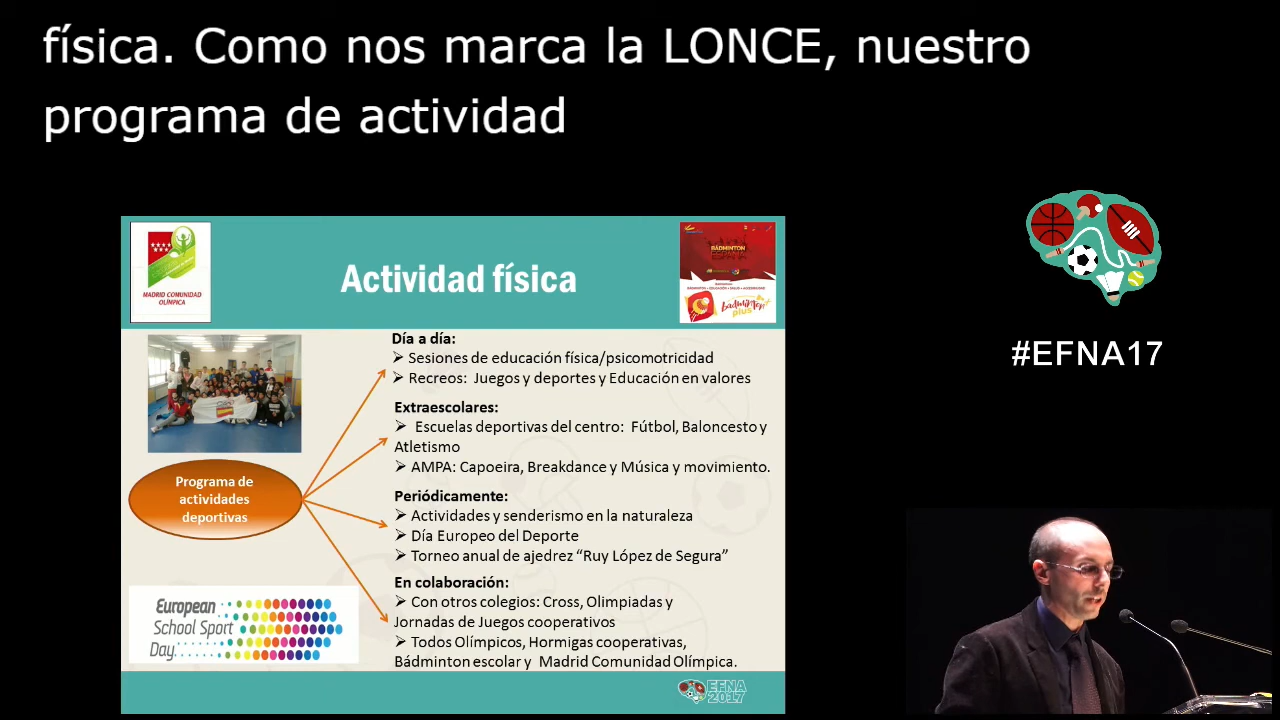 física. Como nos marca la LONCE, nuestro
programa de actividad
#EFNA17
MADRID COMUNIDAD
OLÍMPICA
Actividad física
BÁDMINTON
bádminton
plus
Día a día:
➢ Sesiones de educación física/psicomotricidad
➢ Recreos: Juegos y deportes y Educación en valores
Extraescolares:
➢ Escuelas deportivas del centro: Fútbol, Baloncesto y
Atletismo
➢ AMPA: Capoeira, Breakdance y Música y movimiento.
Programa de
actividades
deportivas
Periódicamente:
➢ Actividades y senderismo en la naturaleza
➢ Día Europeo del Deporte
➢ Torneo anual de ajedrez “Ruy López de Segura”
En colaboración:
➢ Con otros colegios: Cross, Olimpiadas y
Jornadas de Juegos cooperativos
➢ Todos Olímpicos, Hormigas cooperativas,
Bádminton escolar y Madrid Comunidad Olímpica.
European
School Sport
Day
EFNA
2017